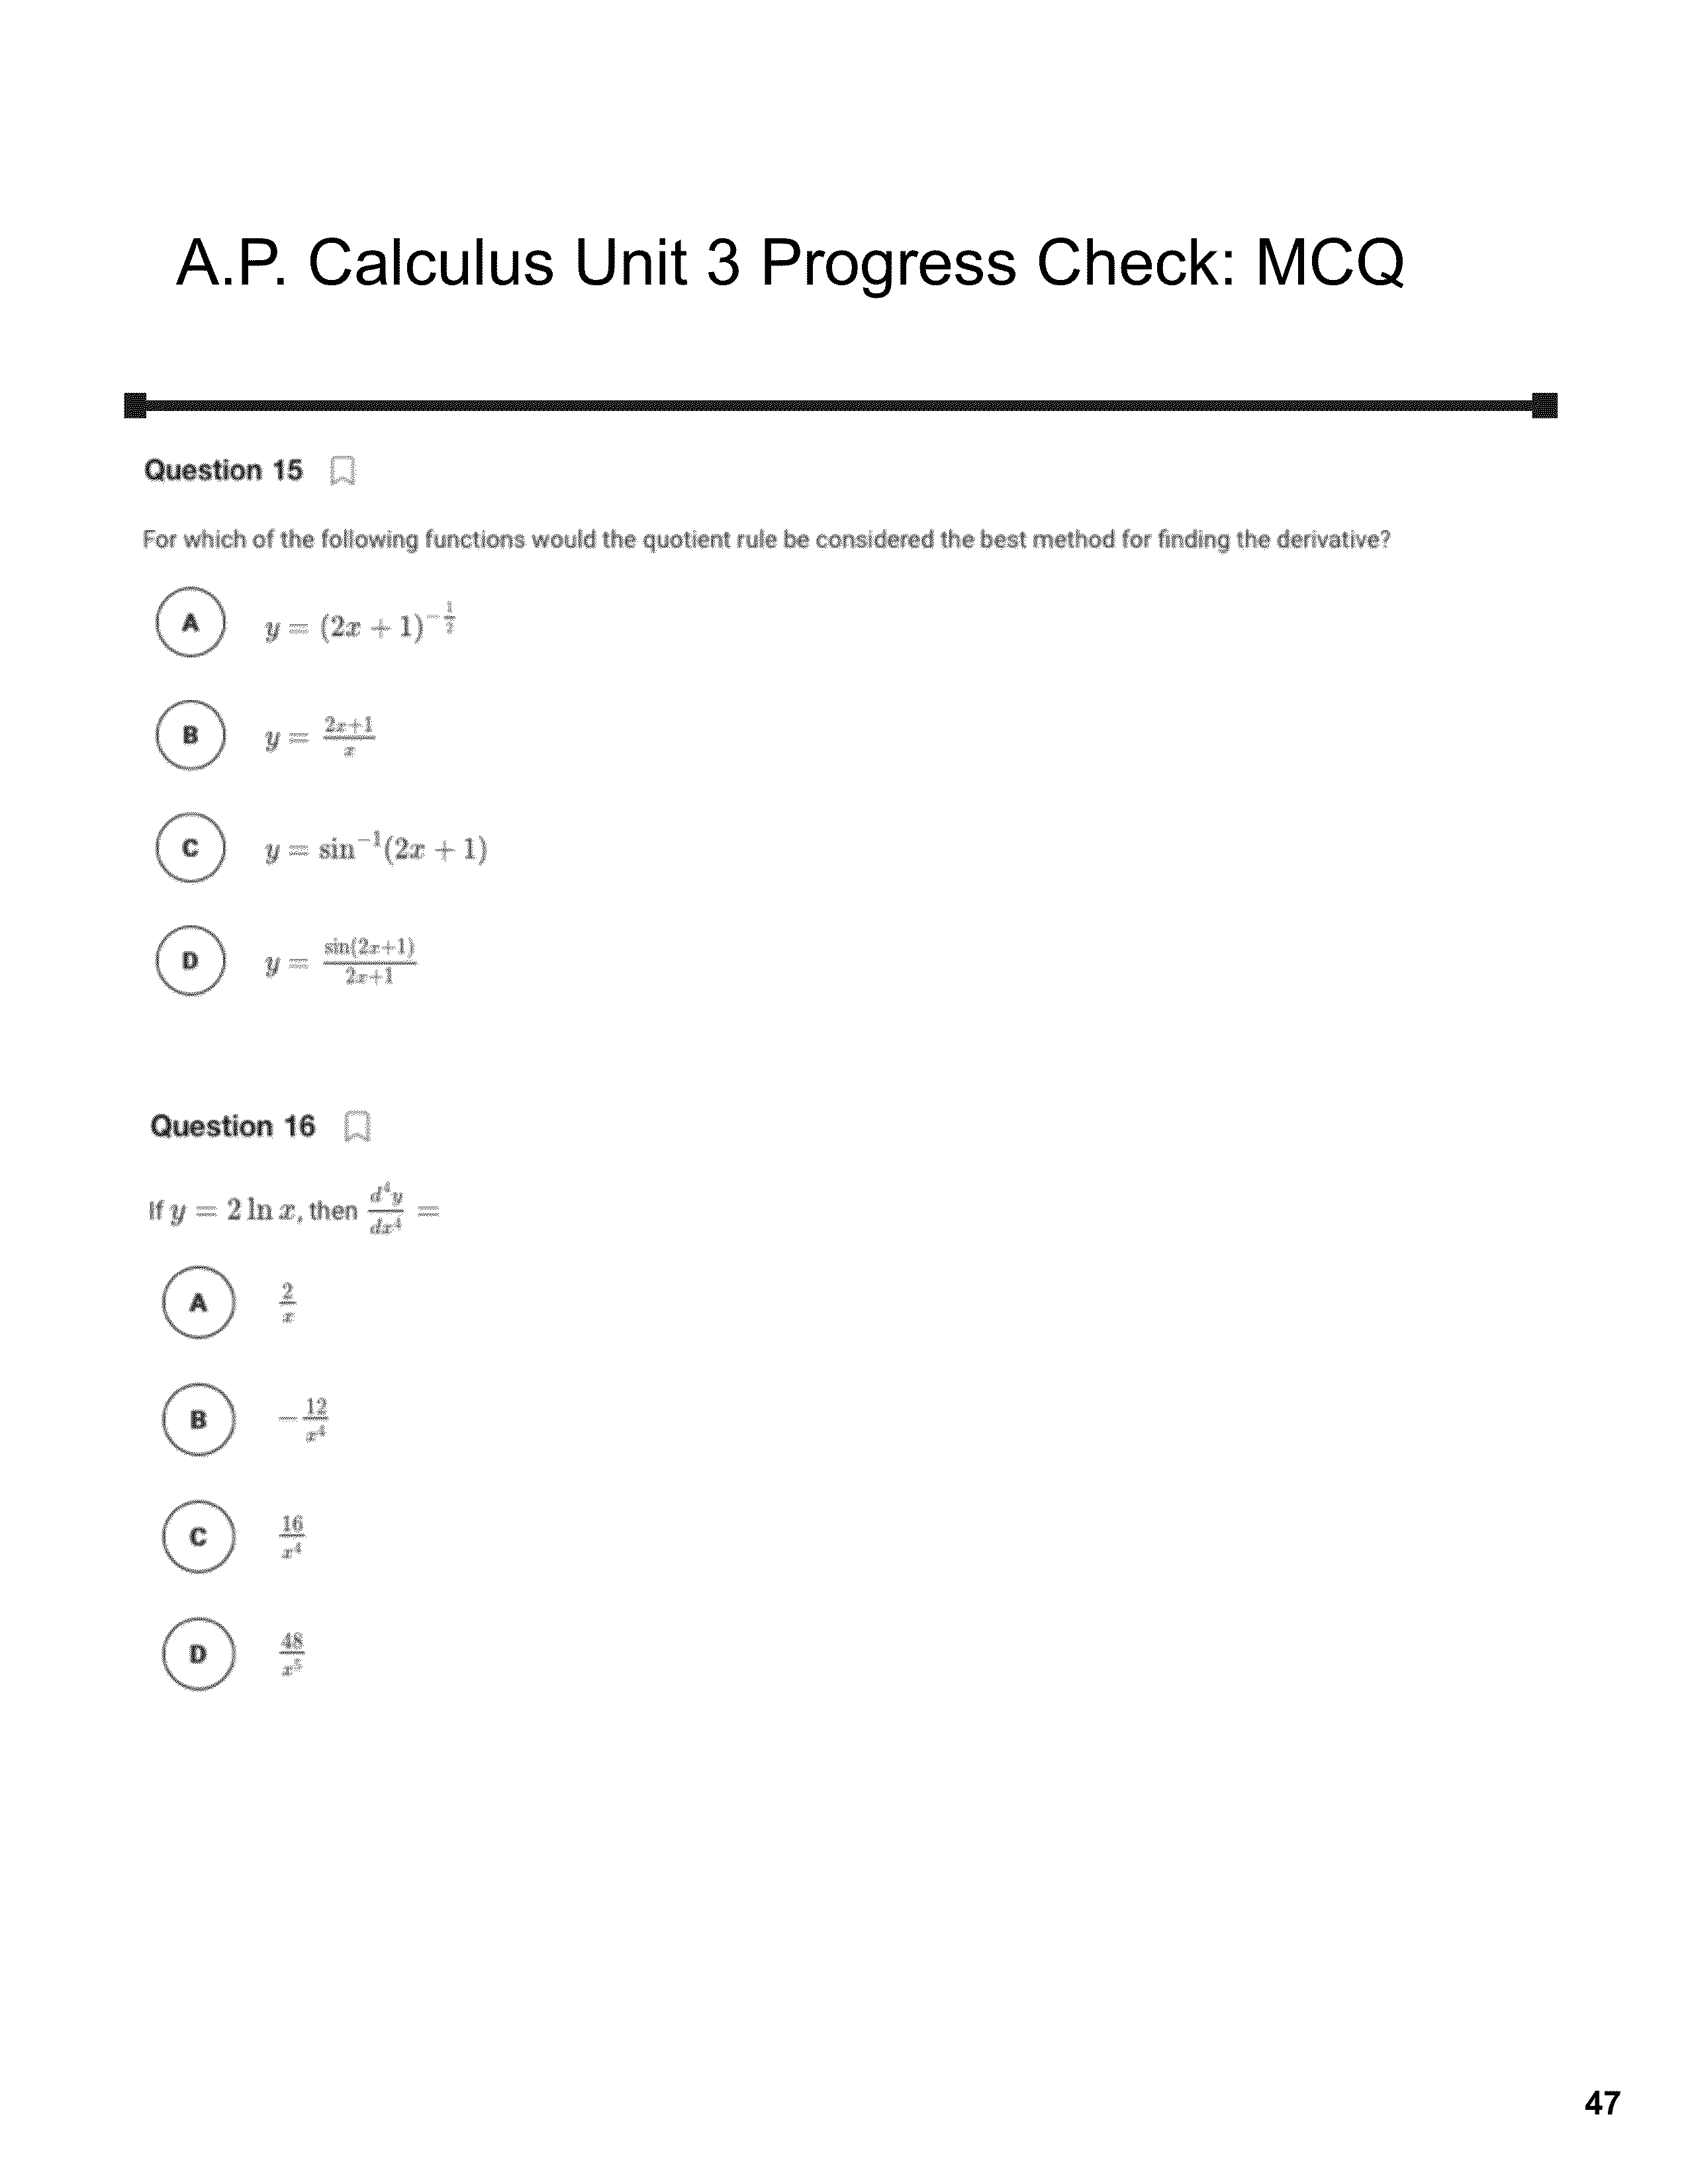 A.P. Calculus Unit 3 Progress Check: MCQ
Question 15
For which of the following functions would the quotient rule be considered the best method for finding the derivative?
A y = (2x + 1)^{-\frac{1}{2}}
B y = \frac{2x+1}{x}
C y = \sin^{-1}(2x + 1)
D y = \frac{\sin(2x+1)}{2x+1}
Question 16
If y = 2 \ln x, then \frac{d^4y}{dx^4} =
A \frac{2}{x}
B -\frac{12}{x^4}
C \frac{16}{x^4}
D \frac{48}{x^5}
47